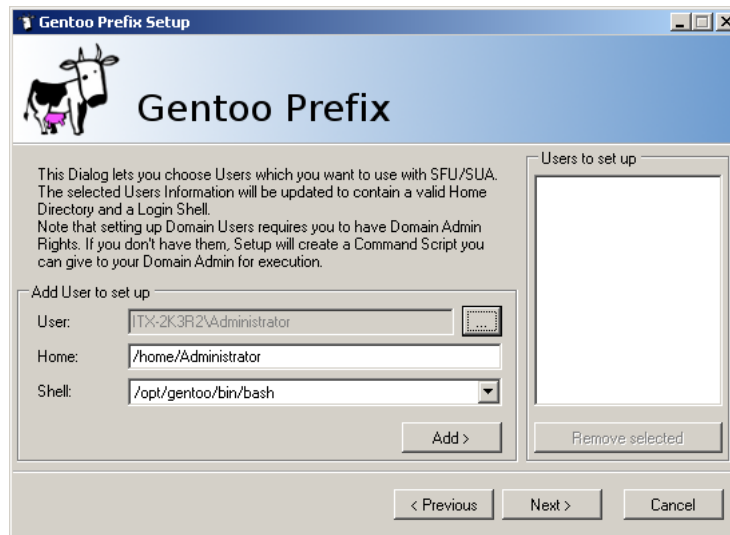 Gentoo Prefix Setup
Gentoo Prefix
This Dialog lets you choose Users which you want to use with SFU/SUA.
The selected Users Information will be updated to contain a valid Home
Directory and a Login Shell.
Note that setting up Domain Users requires you to have Domain Admin
Rights. If you don't have them, Setup will create a Command Script you
can give to your Domain Admin for execution.
Users to set up
Add User to set up
User: ITX-2K3R2\Administrator ...
Home: /home/Administrator
Shell: /opt/gentoo/bin/bash
Add >
Remove selected
< Previous Next > Cancel